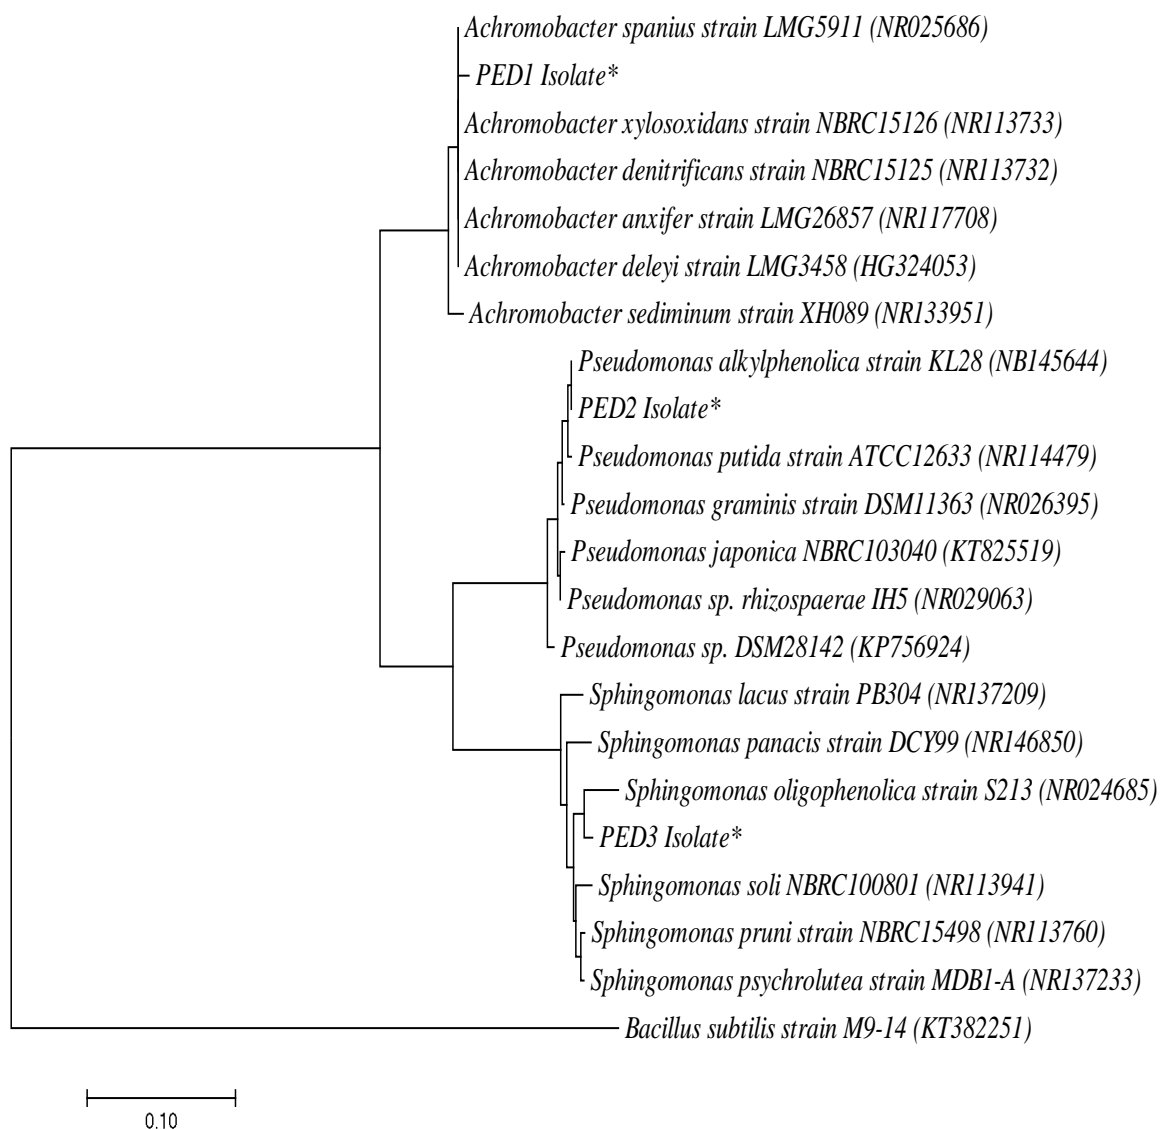 Achromobacter spanius strain LMG5911 (NR025686)
PED1 Isolate*
Achromobacter xylosoxidans strain NBRC15126 (NR113733)
Achromobacter denitrificans strain NBRC15125 (NR113732)
Achromobacter anxifer strain LMG26857 (NR117708)
Achromobacter deleyi strain LMG3458 (HG324053)
Achromobacter sediminum strain XH089 (NR133951)
Pseudomonas alkylphenolica strain KL28 (NB145644)
PED2 Isolate*
Pseudomonas putida strain ATCC12633 (NR114479)
Pseudomonas graminis strain DSM11363 (NR026395)
Pseudomonas japonica NBRC103040 (KT825519)
Pseudomonas sp. rhizospaerae IH5 (NR029063)
Pseudomonas sp. DSM28142 (KP756924)
Sphingomonas lacus strain PB304 (NR137209)
Sphingomonas panacis strain DCY99 (NR146850)
Sphingomonas oligophenolica strain S213 (NR024685)
PED3 Isolate*
Sphingomonas soli NBRC100801 (NR113941)
Sphingomonas pruni strain NBRC15498 (NR113760)
Sphingomonas psychrolutea strain MDB1-A (NR137233)
Bacillus subtilis strain M9-14 (KT382251)
0.10